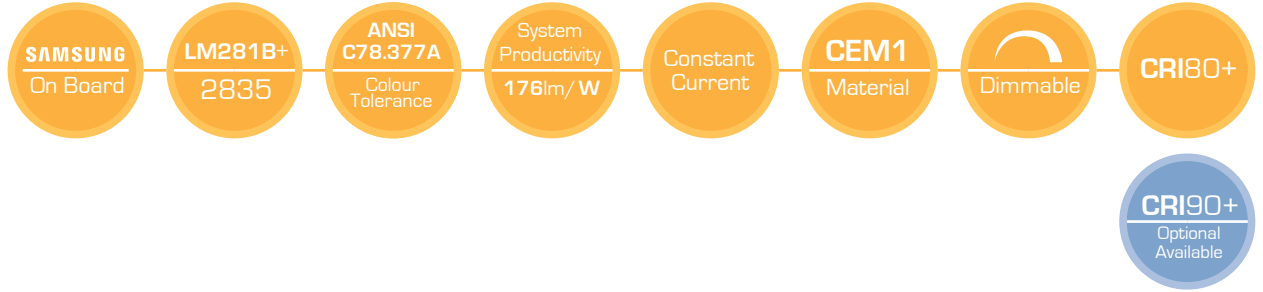 SAMSUNG
On Board
LM281B+
2835
ANSI
C78.377A
Colour
Tolerance
System
Productivity
176lm/W
Constant
Current
CEM1
Material
Dimmable
CRI80+
CRI90+
Optional
Available